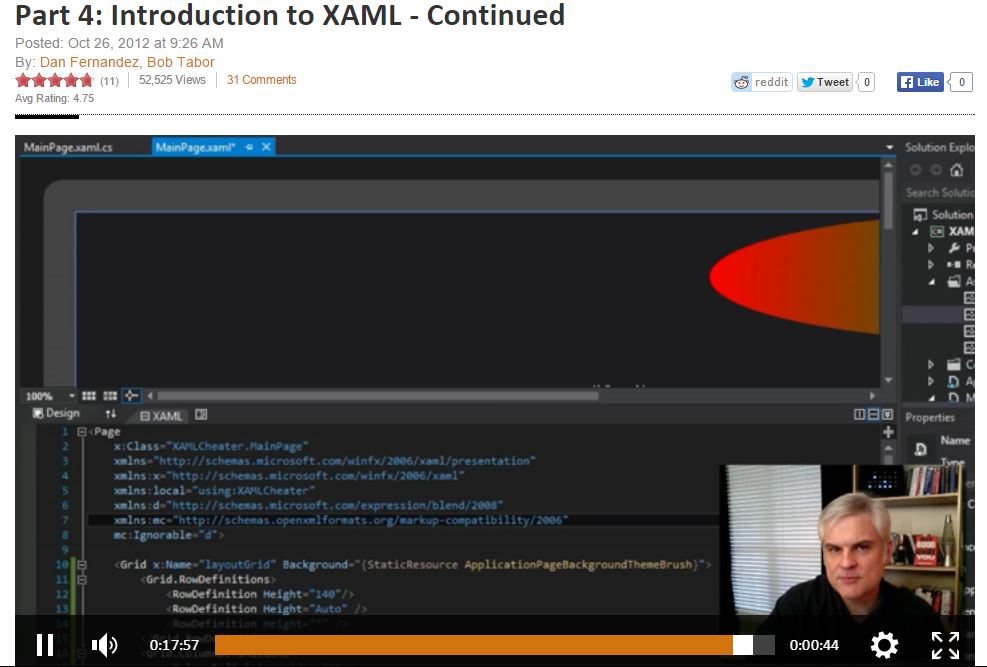 Part 4: Introduction to XAML - Continued
Posted: Oct 26, 2012 at 9:26 AM
By: Dan Fernandez, Bob Tabor
(11) 52,525 Views 31 Comments
Avg Rating: 4.75
reddit Tweet 0 Like 0
MainPage.xaml.cs MainPage.xaml* Solution Explo
Search Solutio
Solution
XAM
100%
Design XAML
Properties
Name
Type
1 <Page
2 x:Class="XAMLCheater.MainPage"
3 xmlns="http://schemas.microsoft.com/winfx/2006/xaml/presentation"
4 xmlns:x="http://schemas.microsoft.com/winfx/2006/xaml"
5 xmlns:local="using:XAMLCheater"
6 xmlns:d="http://schemas.microsoft.com/expression/blend/2008"
7 xmlns:mc="http://schemas.openxmlformats.org/markup-compatibility/2006"
8 mc:Ignorable="d">
9
10 <Grid x:Name="layoutGrid" Background="{StaticResource ApplicationPageBackgroundThemeBrush}">
11 <Grid.RowDefinitions>
12 <RowDefinition Height="140"/>
13 <RowDefinition Height="Auto" />
14 <RowDefinition Height="*" />
0:17:57 0:00:44